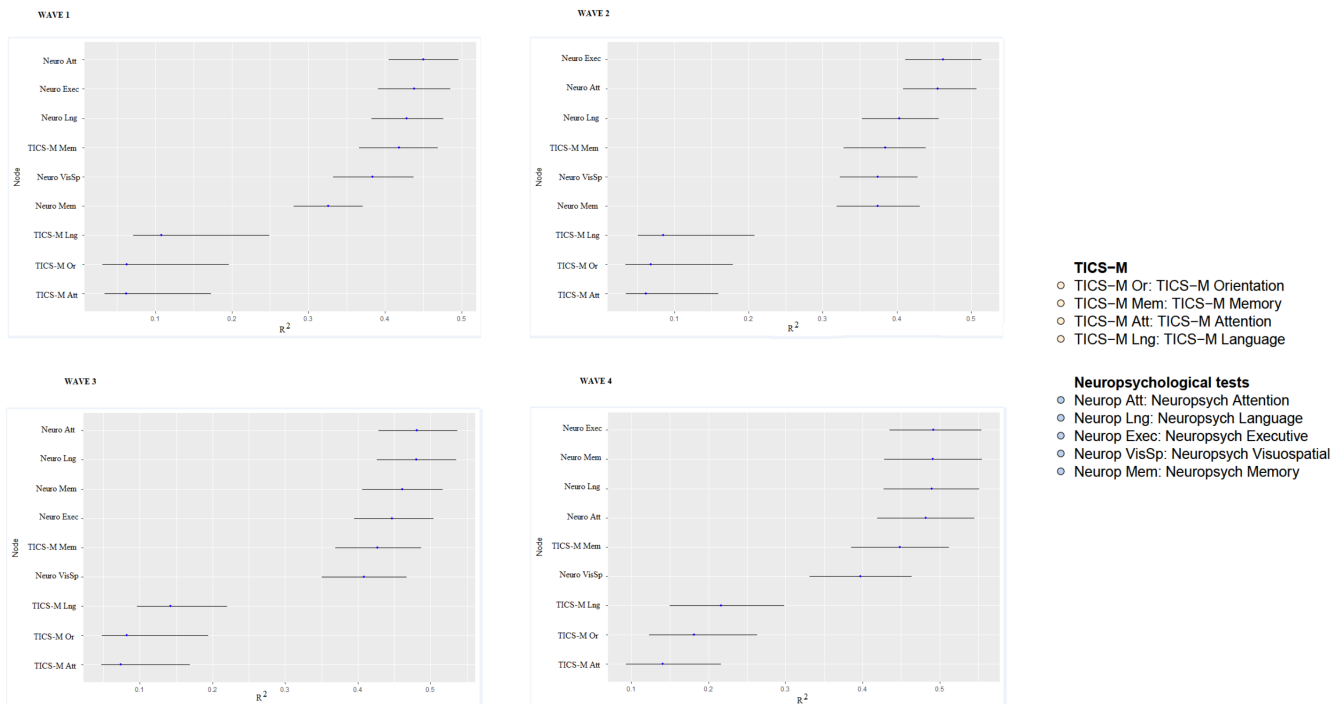 WAVE 1
Neuro Att
Neuro Exec
Neuro Lng
TICS-M Mem
Neuro VisSp
Neuro Mem
TICS-M Lng
TICS-M Or
TICS-M Att
Node
0.1 0.2 0.3 0.4 0.5
R²
WAVE 2
Neuro Exec
Neuro Att
Neuro Lng
TICS-M Mem
Neuro VisSp
Neuro Mem
TICS-M Lng
TICS-M Or
TICS-M Att
Node
0.1 0.2 0.3 0.4 0.5
R²
WAVE 3
Neuro Att
Neuro Lng
Neuro Mem
Neuro Exec
TICS-M Mem
Neuro VisSp
TICS-M Lng
TICS-M Or
TICS-M Att
Node
0.1 0.2 0.3 0.4 0.5
R²
WAVE 4
Neuro Exec
Neuro Mem
Neuro Lng
Neuro Att
TICS-M Mem
Neuro VisSp
TICS-M Lng
TICS-M Or
TICS-M Att
Node
0.1 0.2 0.3 0.4 0.5
R²
TICS−M
TICS−M Or: TICS−M Orientation
TICS−M Mem: TICS−M Memory
TICS−M Att: TICS−M Attention
TICS−M Lng: TICS−M Language
Neuropsychological tests
Neurop Att: Neuropsych Attention
Neurop Lng: Neuropsych Language
Neurop Exec: Neuropsych Executive
Neurop VisSp: Neuropsych Visuospatial
Neurop Mem: Neuropsych Memory